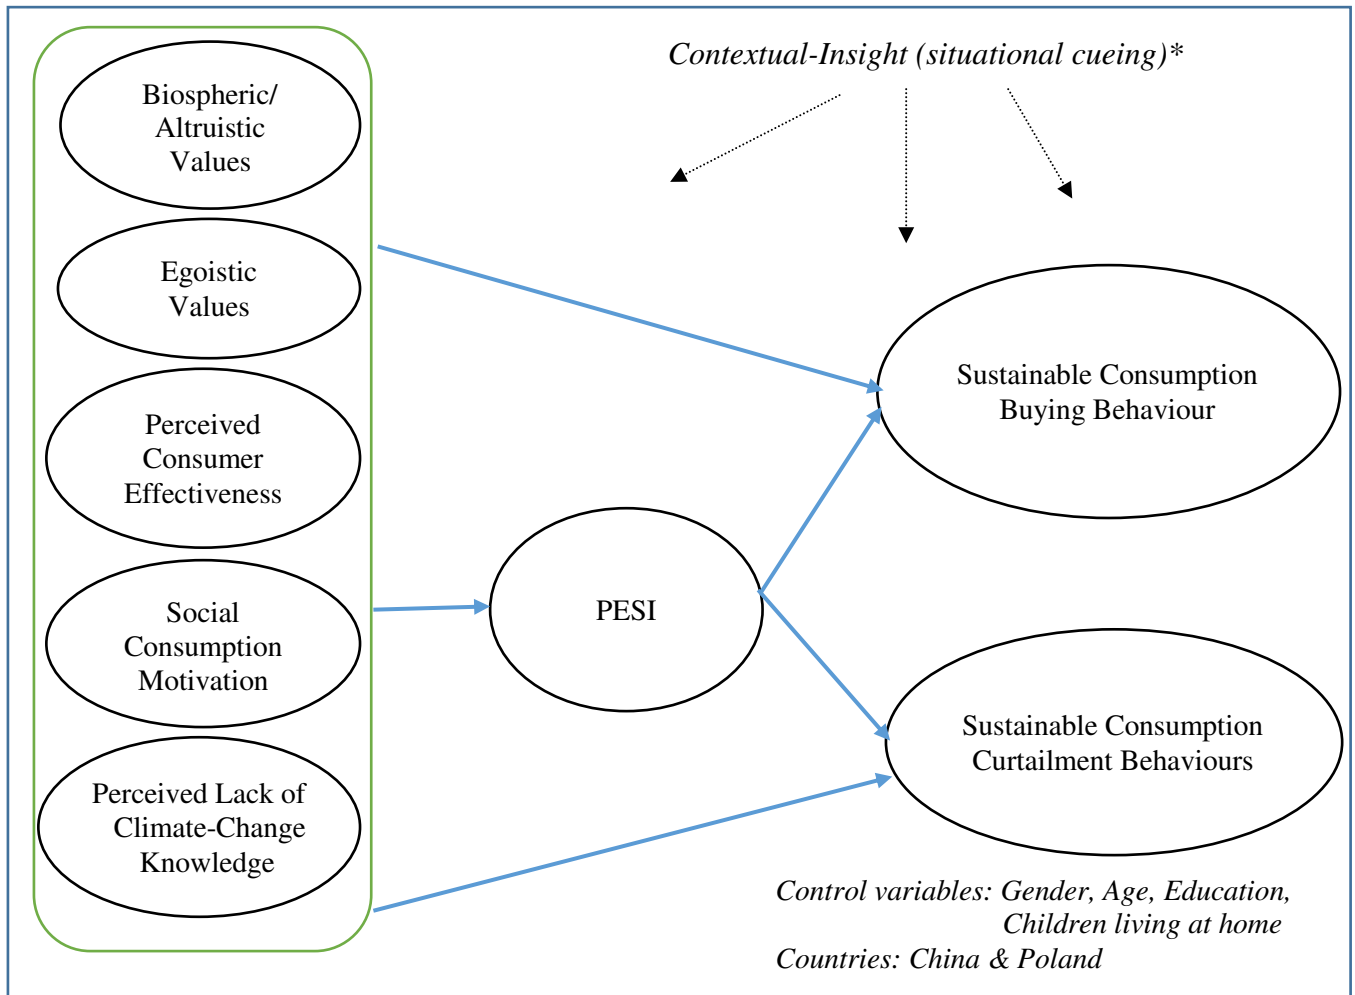 Contextual-Insight (situational cueing)*
Biospheric/
Altruistic
Values
Egoistic
Values
Perceived
Consumer
Effectiveness
Social
Consumption
Motivation
Perceived Lack of
Climate-Change
Knowledge
PESI
Sustainable Consumption
Buying Behaviour
Sustainable Consumption
Curtailment Behaviours
Control variables: Gender, Age, Education,
Children living at home
Countries: China & Poland